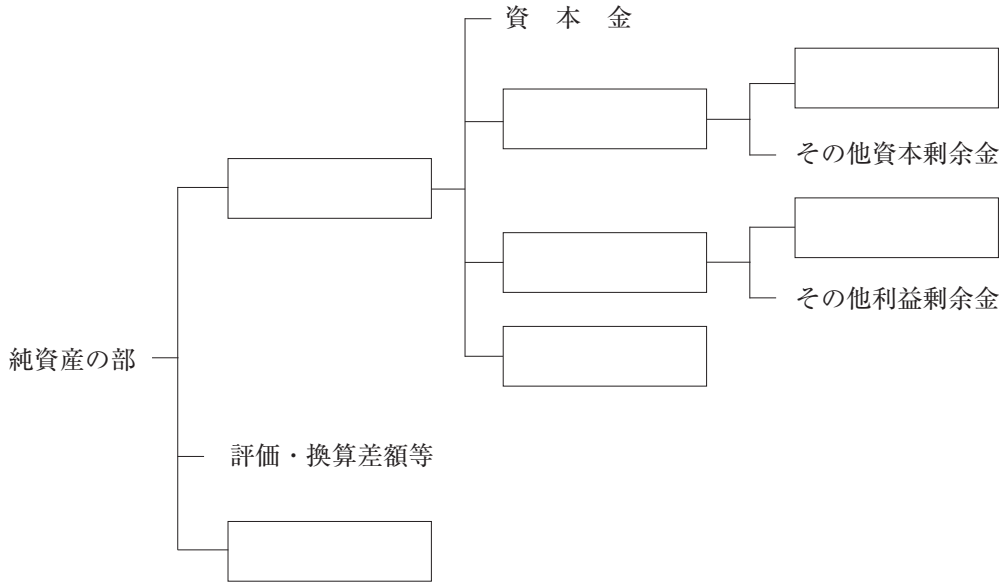 資 本 金
その他資本剰余金
その他利益剰余金
純資産の部
評価・換算差額等